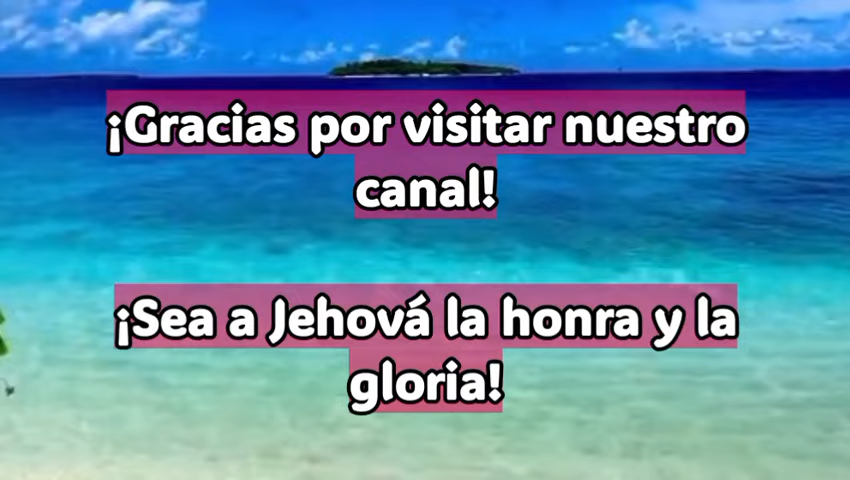 ¡Gracias por visitar nuestro
canal!
¡Sea a Jehová la honra y la
gloria!